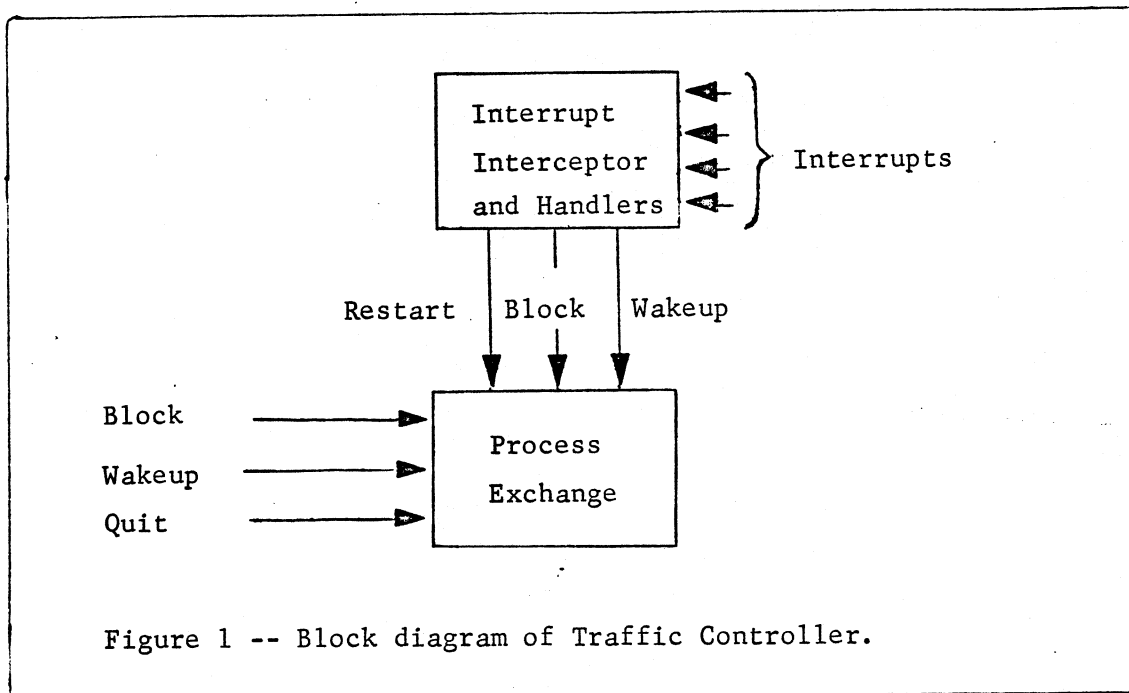 Interrupt
Interceptor
and Handlers
Interrupts
Restart Block Wakeup
Block
Wakeup
Quit
Process
Exchange
Figure 1 -- Block diagram of Traffic Controller.